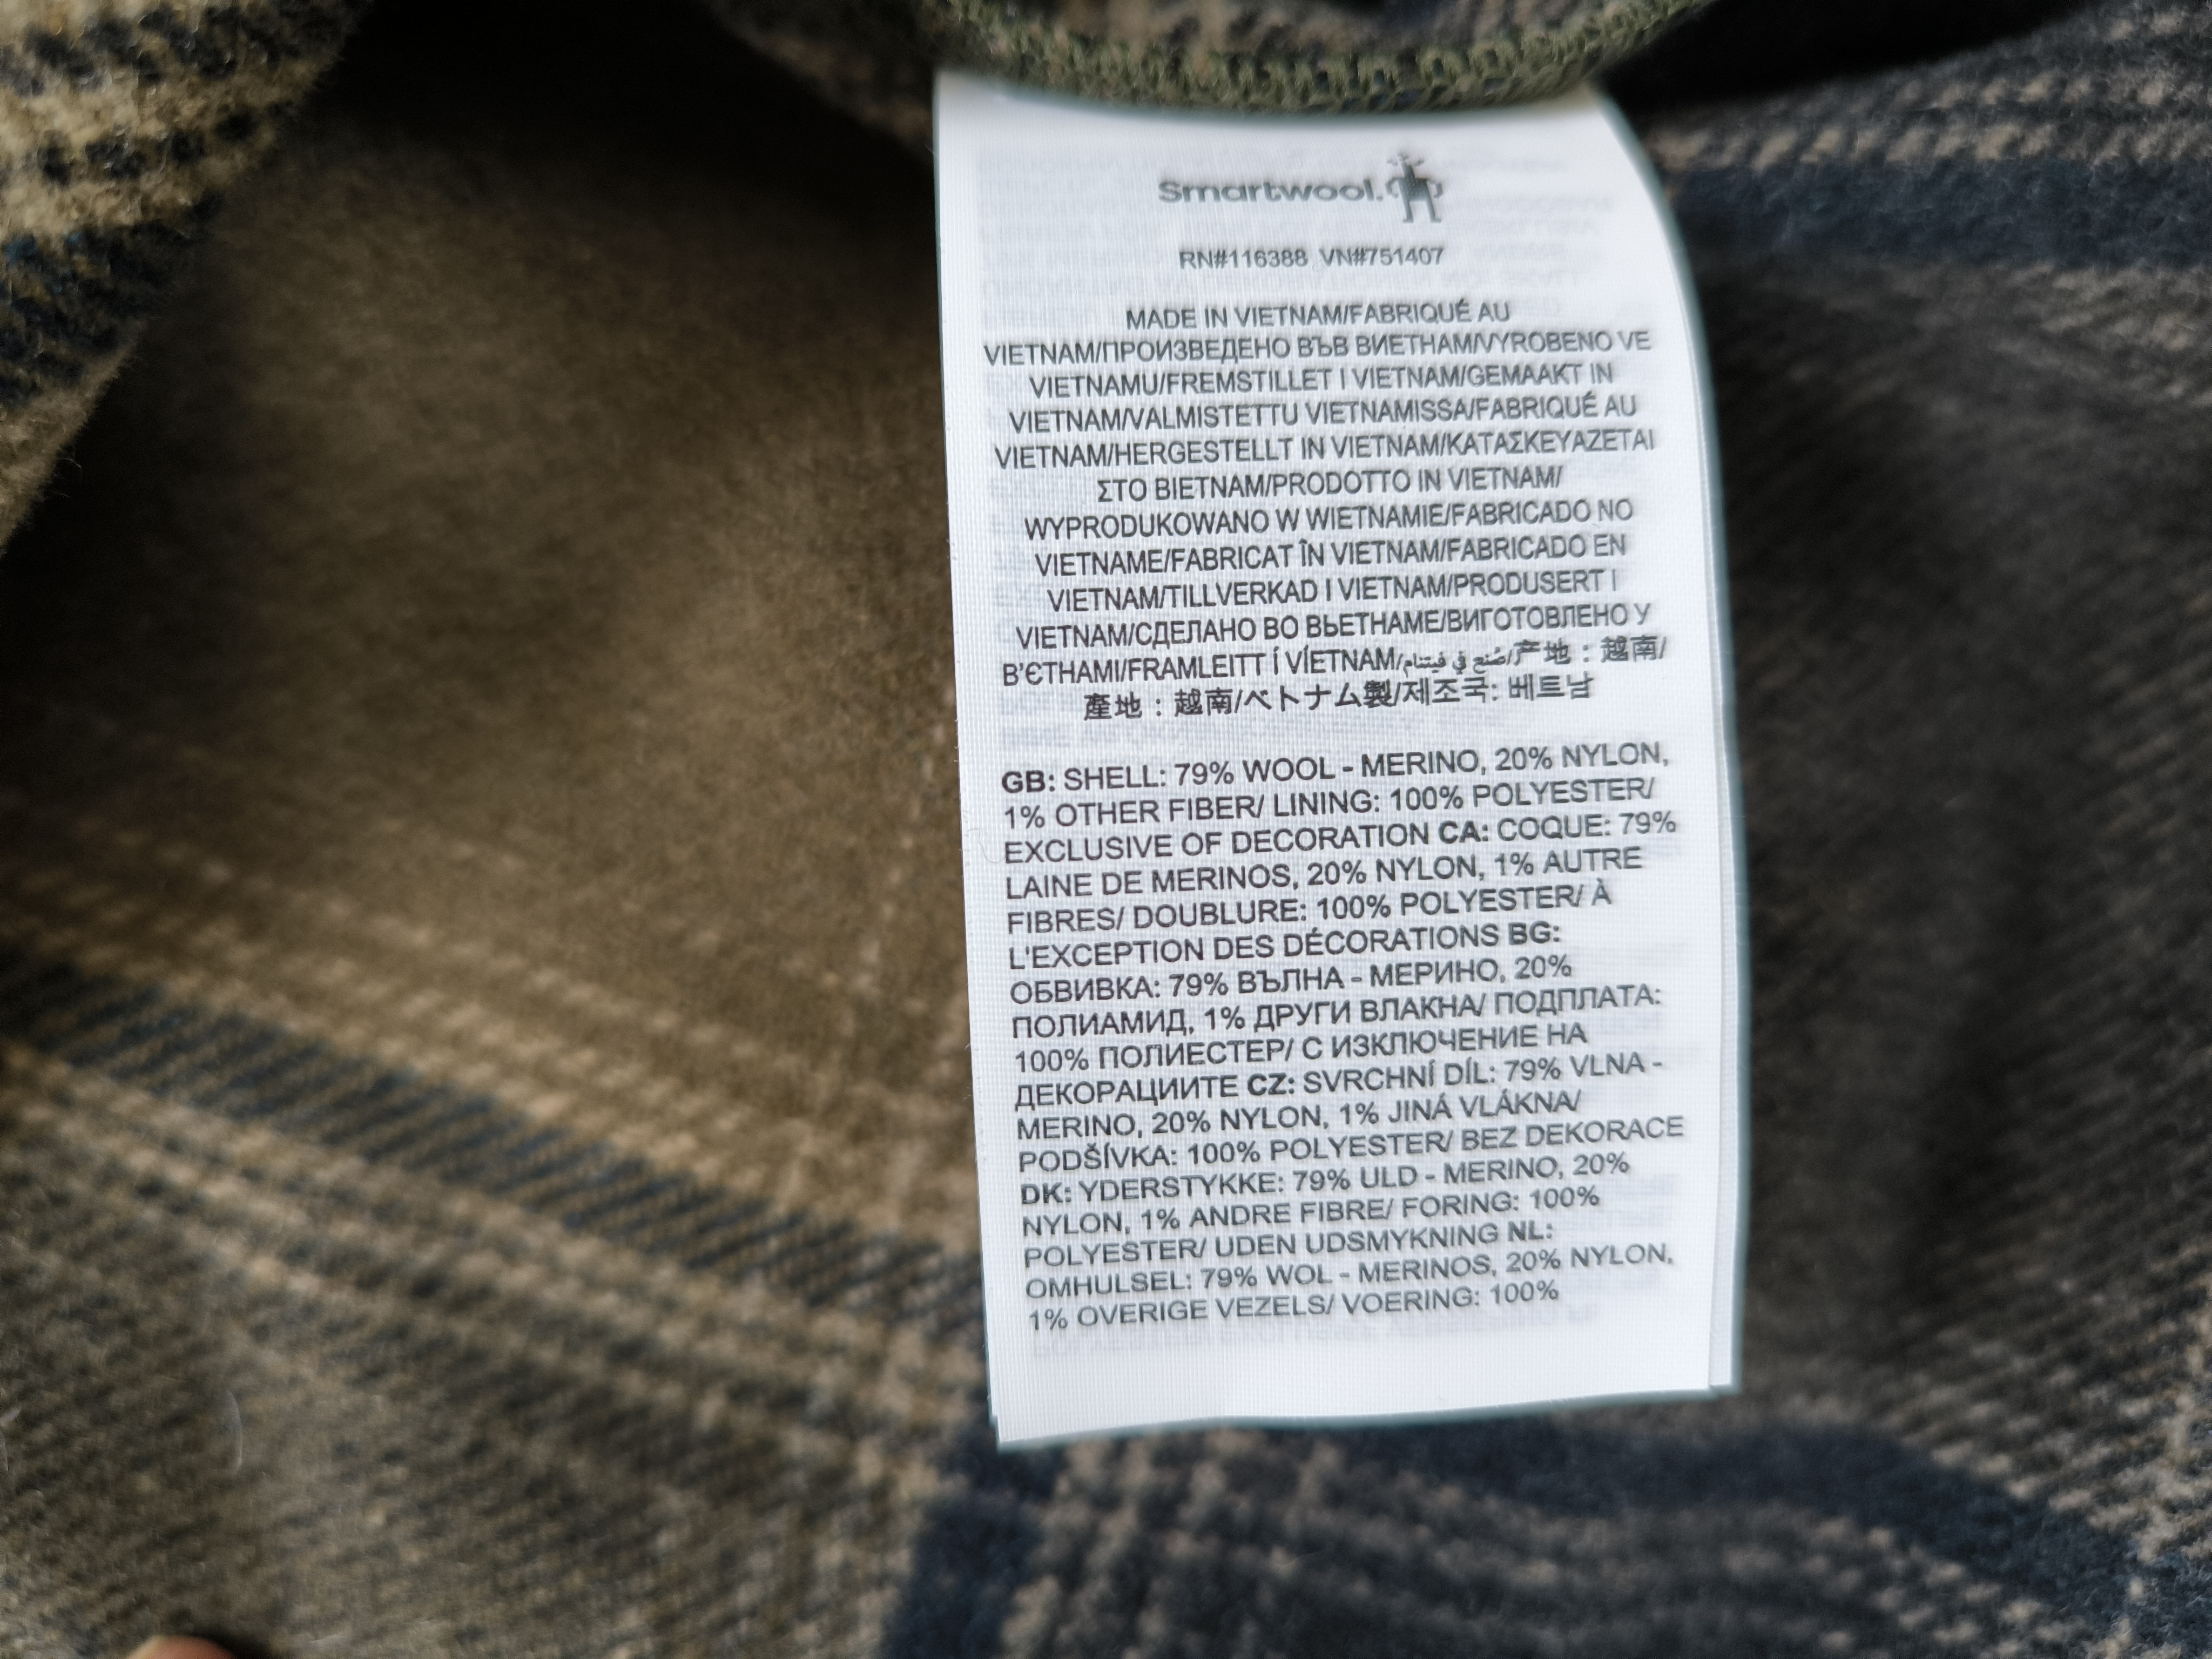 Smartwool.
RN#116388 VN#751407
MADE IN VIETNAM/FABRIQUÉ AU
VIETNAM/ПРОИЗВЕДЕНО ВЪВ ВИЕТНАМ/VYROBENO VE
VIETNAMU/FREMSTILLET I VIETNAM/GEMAAKT IN
VIETNAM/VALMISTETTU VIETNAMISSA/FABRIQUÉ AU
VIETNAM/HERGESTELLT IN VIETNAM/ΚΑΤΑΣΚΕΥΑΖΕΤΑΙ
ΣΤΟ ΒΙΕΤΝΑΜ/PRODOTTO IN VIETNAM/
WYPRODUKOWANO W WIETNAMIE/FABRICADO NO
VIETNAME/FABRICAT ÎN VIETNAM/FABRICADO EN
VIETNAM/TILLVERKAD I VIETNAM/PRODUSERT I
VIETNAM/СДЕЛАНО ВО ВЬЕТНАМЕ/ВИГОТОВЛЕНО У
В'ЄТНАМІ/FRAMLEITT Í VÍETNAM/صُنع في فيتنام/产地：越南/
產地：越南/ベトナム製/제조국: 베트남
GB: SHELL: 79% WOOL - MERINO, 20% NYLON,
1% OTHER FIBER/ LINING: 100% POLYESTER/
EXCLUSIVE OF DECORATION CA: COQUE: 79%
LAINE DE MERINOS, 20% NYLON, 1% AUTRE
FIBRES/ DOUBLURE: 100% POLYESTER/ À
L'EXCEPTION DES DÉCORATIONS BG:
ОБВИВКА: 79% ВЪЛНА - МЕРИНО, 20%
ПОЛИАМИД, 1% ДРУГИ ВЛАКНА/ ПОДПЛАТА:
100% ПОЛИЕСТЕР/ С ИЗКЛЮЧЕНИЕ НА
ДЕКОРАЦИИТЕ CZ: SVRCHNÍ DÍL: 79% VLNA -
MERINO, 20% NYLON, 1% JINÁ VLÁKNA/
PODŠÍVKA: 100% POLYESTER/ BEZ DEKORACE
DK: YDERSTYKKE: 79% ULD - MERINO, 20%
NYLON, 1% ANDRE FIBRE/ FORING: 100%
POLYESTER/ UDEN UDSMYKNING NL:
OMHULSEL: 79% WOL - MERINOS, 20% NYLON,
1% OVERIGE VEZELS/ VOERING: 100%